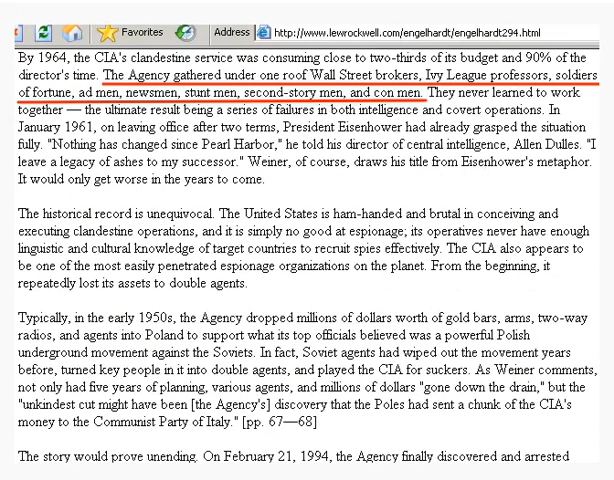 Favorites Address http://www.lewrockwell.com/engelhardt/engelhardt294.html
By 1964, the CIA's clandestine service was consuming close to two-thirds of its budget and 90% of the
director's time. The Agency gathered under one roof Wall Street brokers, Ivy League professors, soldiers
of fortune, ad men, newsmen, stunt men, second-story men, and con men. They never learned to work
together — the ultimate result being a series of failures in both intelligence and covert operations. In
January 1961, on leaving office after two terms, President Eisenhower had already grasped the situation
fully. "Nothing has changed since Pearl Harbor," he told his director of central intelligence, Allen Dulles. "I
leave a legacy of ashes to my successor." Weiner, of course, draws his title from Eisenhower's metaphor.
It would only get worse in the years to come.
The historical record is unequivocal. The United States is ham-handed and brutal in conceiving and
executing clandestine operations, and it is simply no good at espionage; its operatives never have enough
linguistic and cultural knowledge of target countries to recruit spies effectively. The CIA also appears to
be one of the most easily penetrated espionage organizations on the planet. From the beginning, it
repeatedly lost its assets to double agents.
Typically, in the early 1950s, the Agency dropped millions of dollars worth of gold bars, arms, two-way
radios, and agents into Poland to support what its top officials believed was a powerful Polish
underground movement against the Soviets. In fact, Soviet agents had wiped out the movement years
before, turned key people in it into double agents, and played the CIA for suckers. As Weiner comments,
not only had five years of planning, various agents, and millions of dollars "gone down the drain," but the
"unkindest cut might have been [the Agency's] discovery that the Poles had sent a chunk of the CIA's
money to the Communist Party of Italy." [pp. 67—68]
The story would prove unending. On February 21, 1994, the Agency finally discovered and arrested